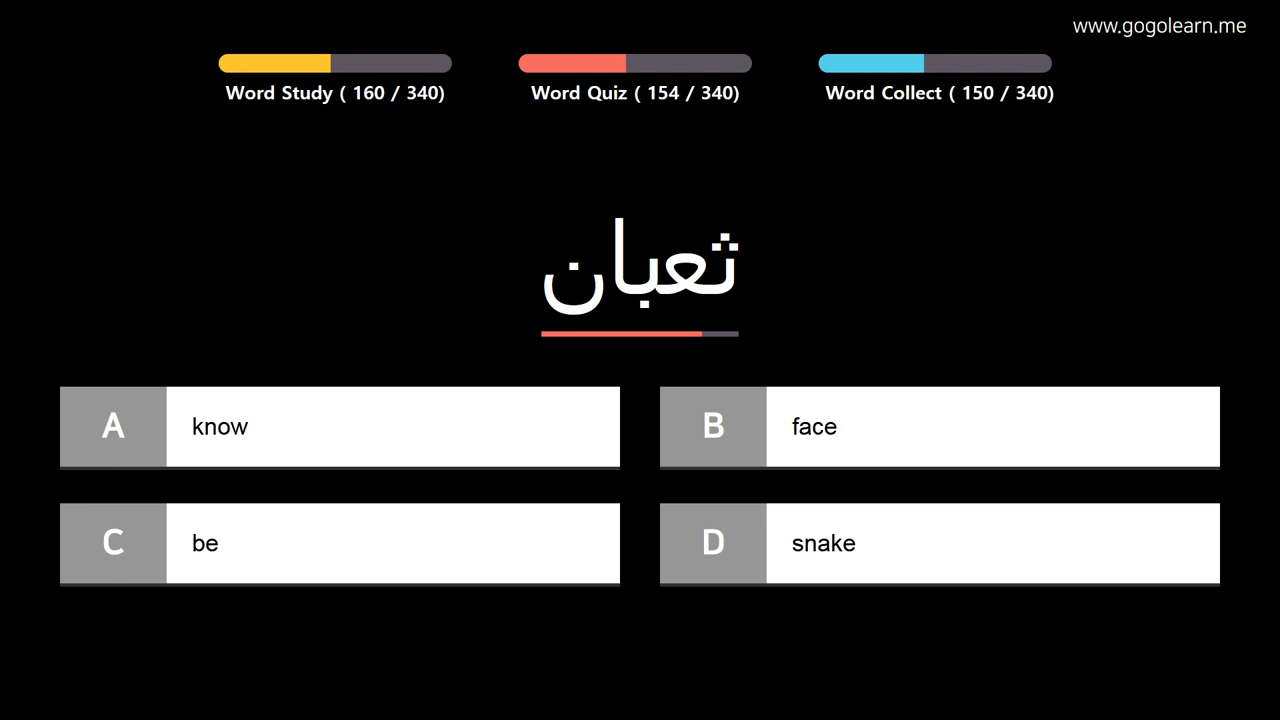 www.gogolearn.me
Word Study ( 160 / 340) Word Quiz ( 154 / 340) Word Collect ( 150 / 340)
ثعبان
A know
B face
C be
D snake